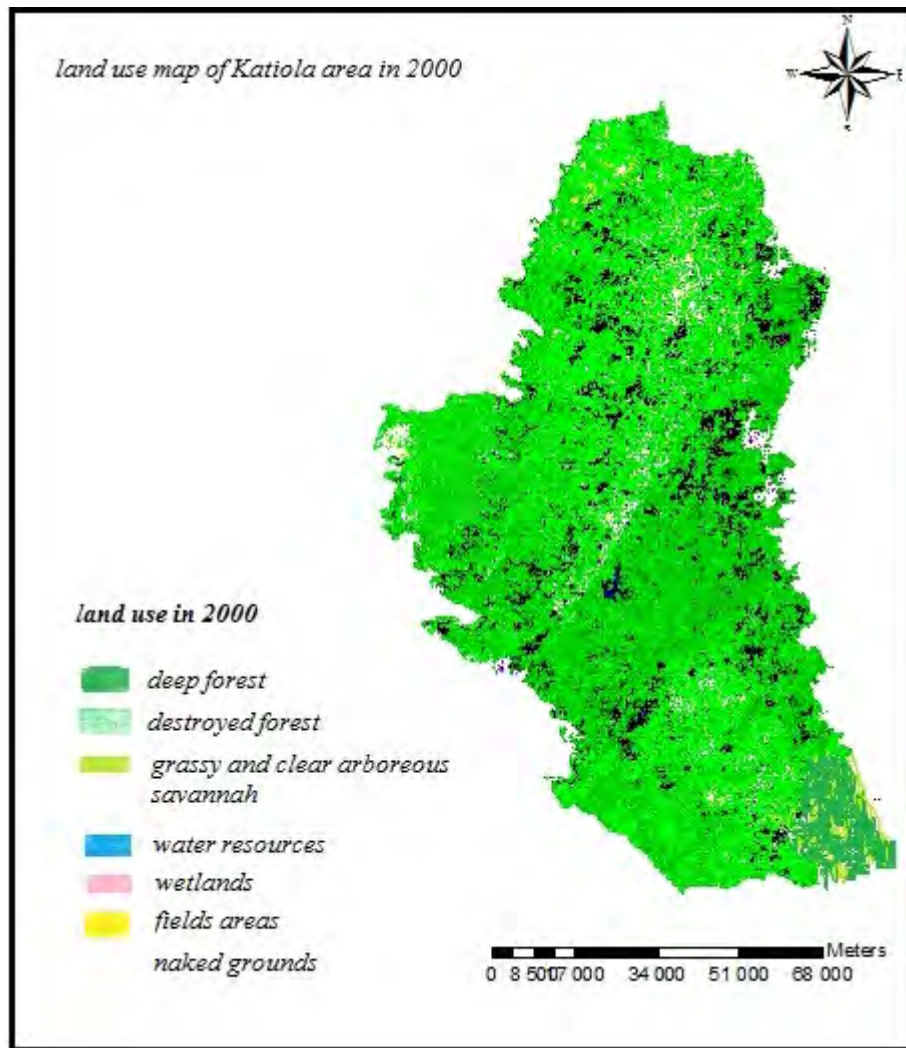 N
land use map of Katiola area in 2000
W E
S
land use in 2000
deep forest
destroyed forest
grassy and clear arboreous
savannah
water resources
wetlands
fields areas
naked grounds
Meters
0 8 50017 000 34 000 51 000 68 000